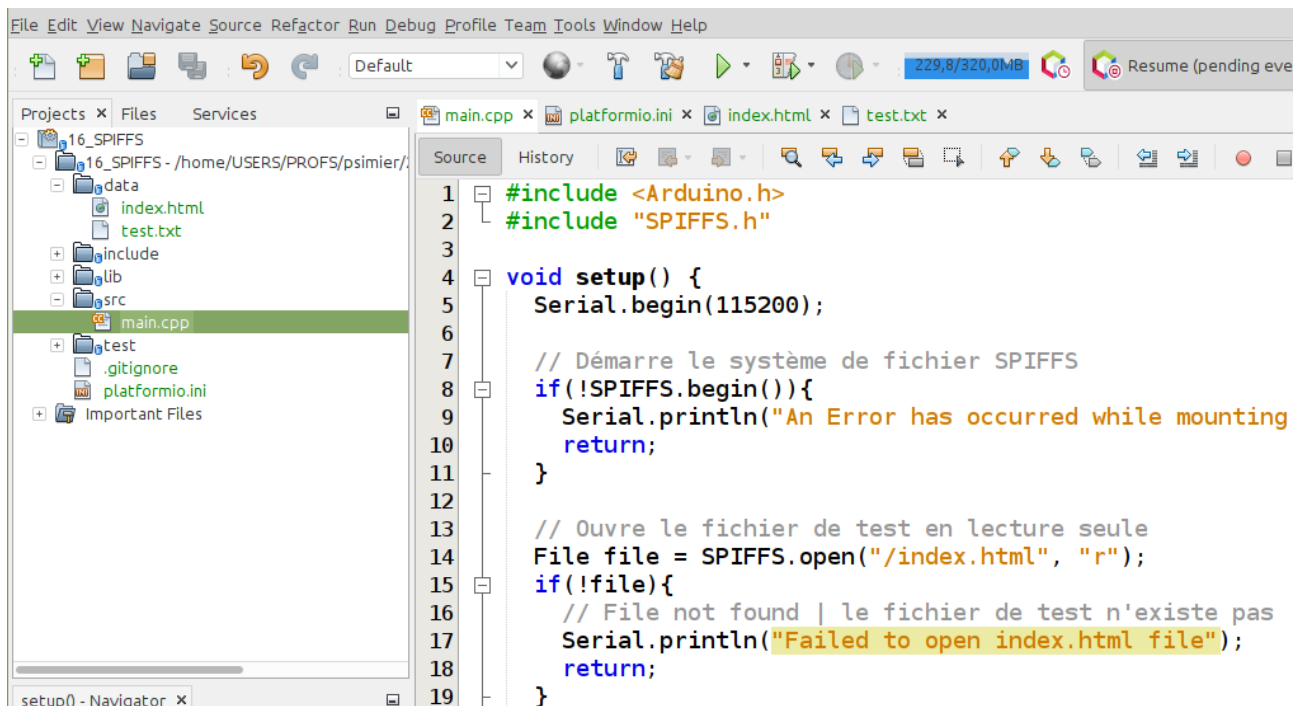 File Edit View Navigate Source Refactor Run Debug Profile Team Tools Window Help
Default 229,8/320,0MB Resume (pending eve
Projects Files Services
main.cpp platformio.ini index.html test.txt
16_SPIFFS
16_SPIFFS - /home/USERS/PROFS/psimier/
data
index.html
test.txt
include
lib
src
main.cpp
test
.gitignore
platformio.ini
Important Files
setup() - Navigator
Source History
1 #include <Arduino.h>
2 #include "SPIFFS.h"
3
4 void setup() {
5 Serial.begin(115200);
6
7 // Démarre le système de fichier SPIFFS
8 if(!SPIFFS.begin()){
9 Serial.println("An Error has occurred while mounting
10 return;
11 }
12
13 // Ouvre le fichier de test en lecture seule
14 File file = SPIFFS.open("/index.html", "r");
15 if(!file){
16 // File not found | le fichier de test n'existe pas
17 Serial.println("Failed to open index.html file");
18 return;
19 }